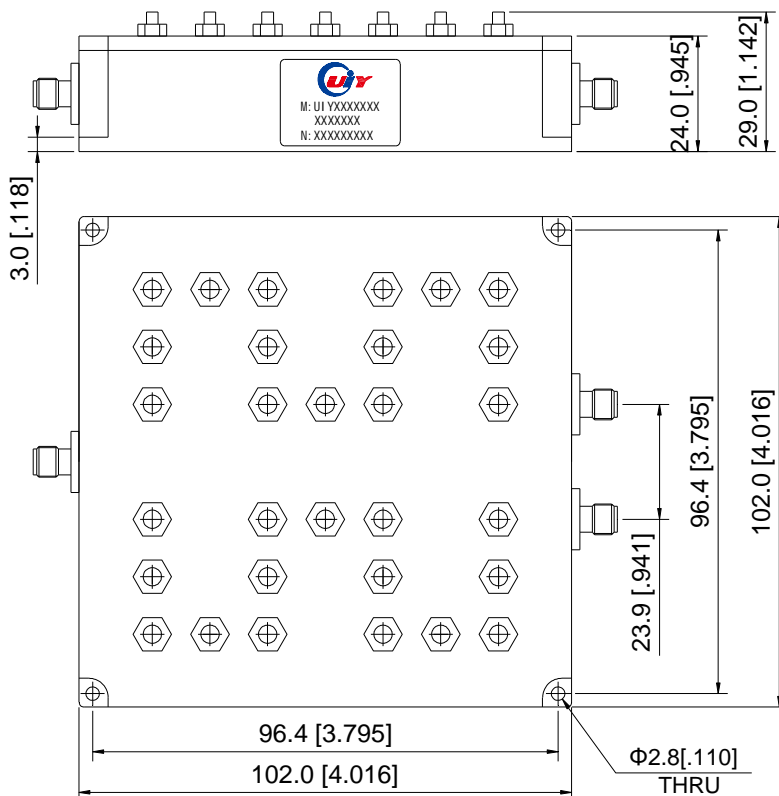 UiY
M: UI YXXXXXXX
XXXXXXX
N: XXXXXXXXX
24.0 [.945]
29.0 [1.142]
3.0 [.118]
96.4 [3.795]
102.0 [4.016]
23.9 [.941]
96.4 [3.795]
102.0 [4.016]
Φ2.8[.110]
THRU